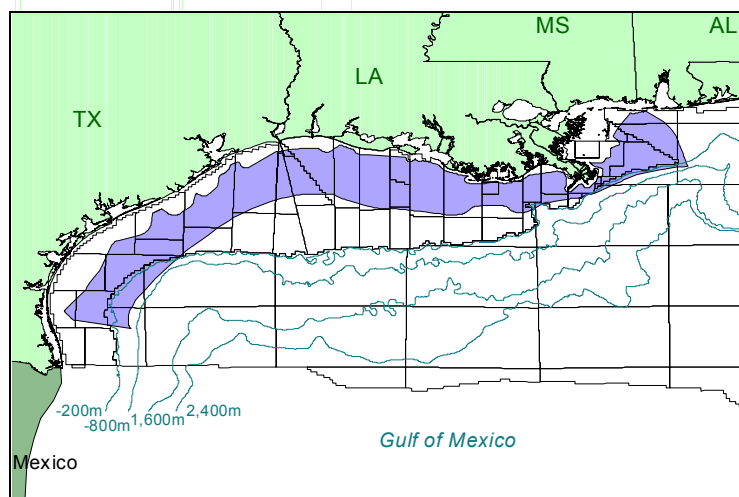 MS
AL
LA
TX
-200m
-800m
1,600m
2,400m
Gulf of Mexico
Mexico